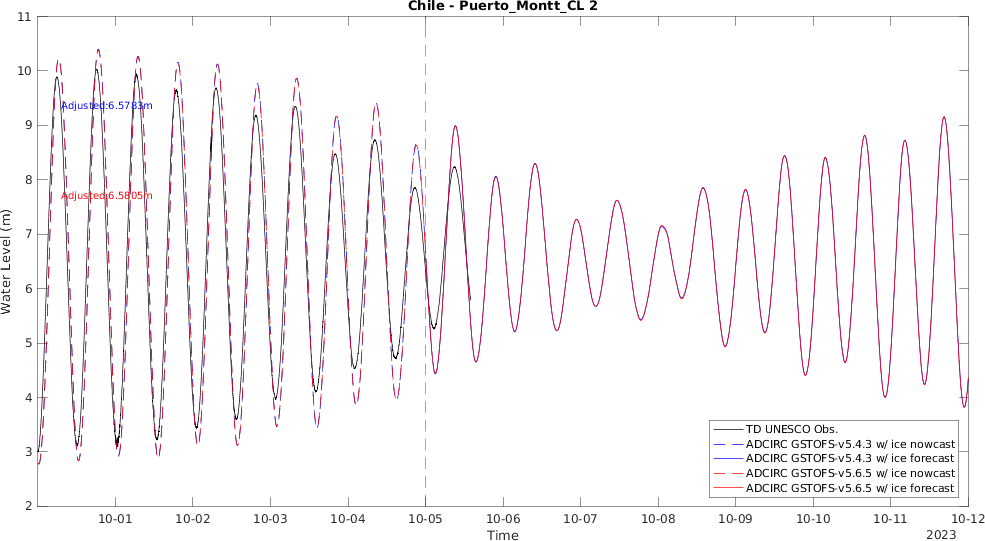 Chile - Puerto_Montt_CL 2
11
10
9
8
7
6
5
4
3
2
Water Level (m)
Adjusted:6.5783m
Adjusted:6.5805m
10-01
10-02
10-03
10-04
10-05
10-06
10-07
10-08
10-09
10-10
10-11
10-12
Time
2023
TD UNESCO Obs.
ADCIRC GSTOFS-v5.4.3 w/ ice nowcast
ADCIRC GSTOFS-v5.4.3 w/ ice forecast
ADCIRC GSTOFS-v5.6.5 w/ ice nowcast
ADCIRC GSTOFS-v5.6.5 w/ ice forecast